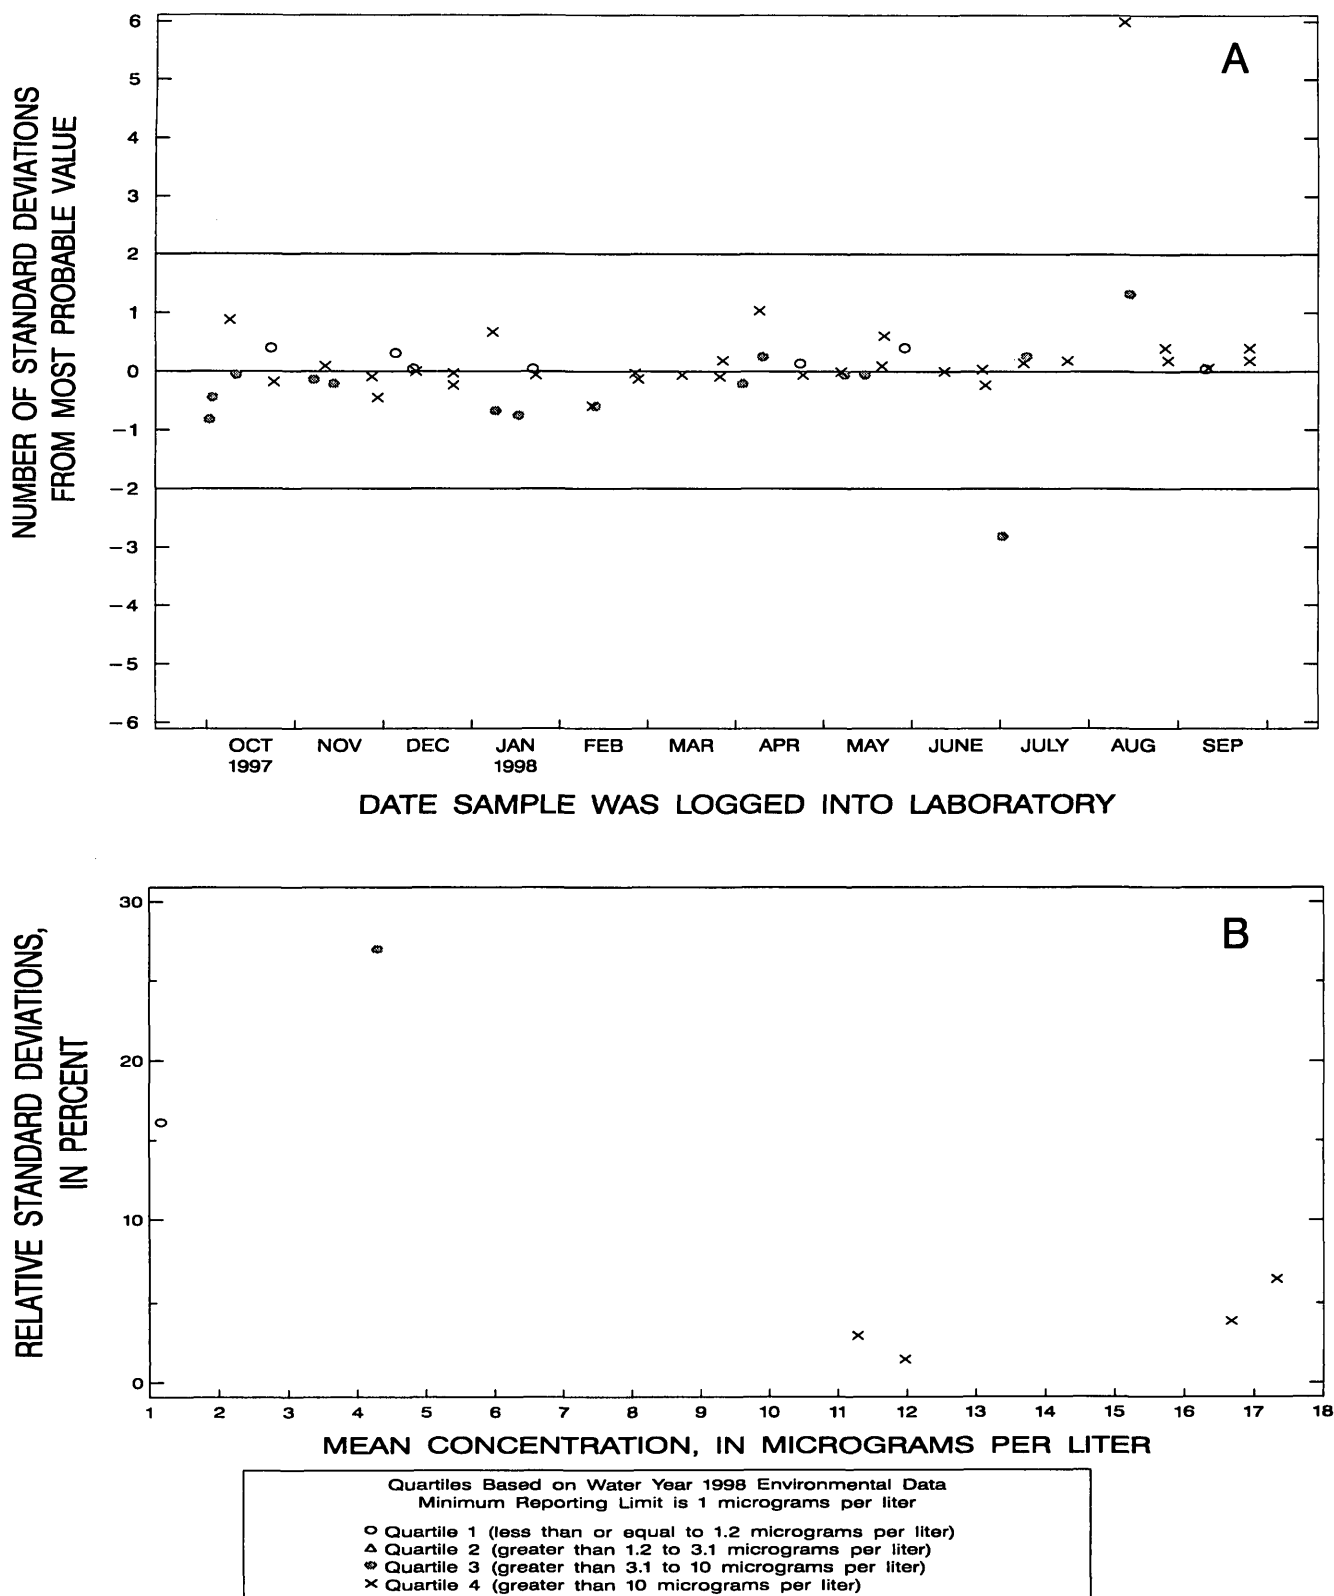 A
NUMBER OF STANDARD DEVIATIONS
FROM MOST PROBABLE VALUE
6
5
4
3
2
1
0
−1
−2
−3
−4
−5
−6
OCT NOV DEC JAN FEB MAR APR MAY JUNE JULY AUG SEP
1997 1998
DATE SAMPLE WAS LOGGED INTO LABORATORY
B
RELATIVE STANDARD DEVIATIONS,
IN PERCENT
30
20
10
0
1 2 3 4 5 6 7 8 9 10 11 12 13 14 15 16 17 18
MEAN CONCENTRATION, IN MICROGRAMS PER LITER
Quartiles Based on Water Year 1998 Environmental Data
Minimum Reporting Limit is 1 micrograms per liter
Quartile 1 (less than or equal to 1.2 micrograms per liter)
Quartile 2 (greater than 1.2 to 3.1 micrograms per liter)
Quartile 3 (greater than 3.1 to 10 micrograms per liter)
Quartile 4 (greater than 10 micrograms per liter)